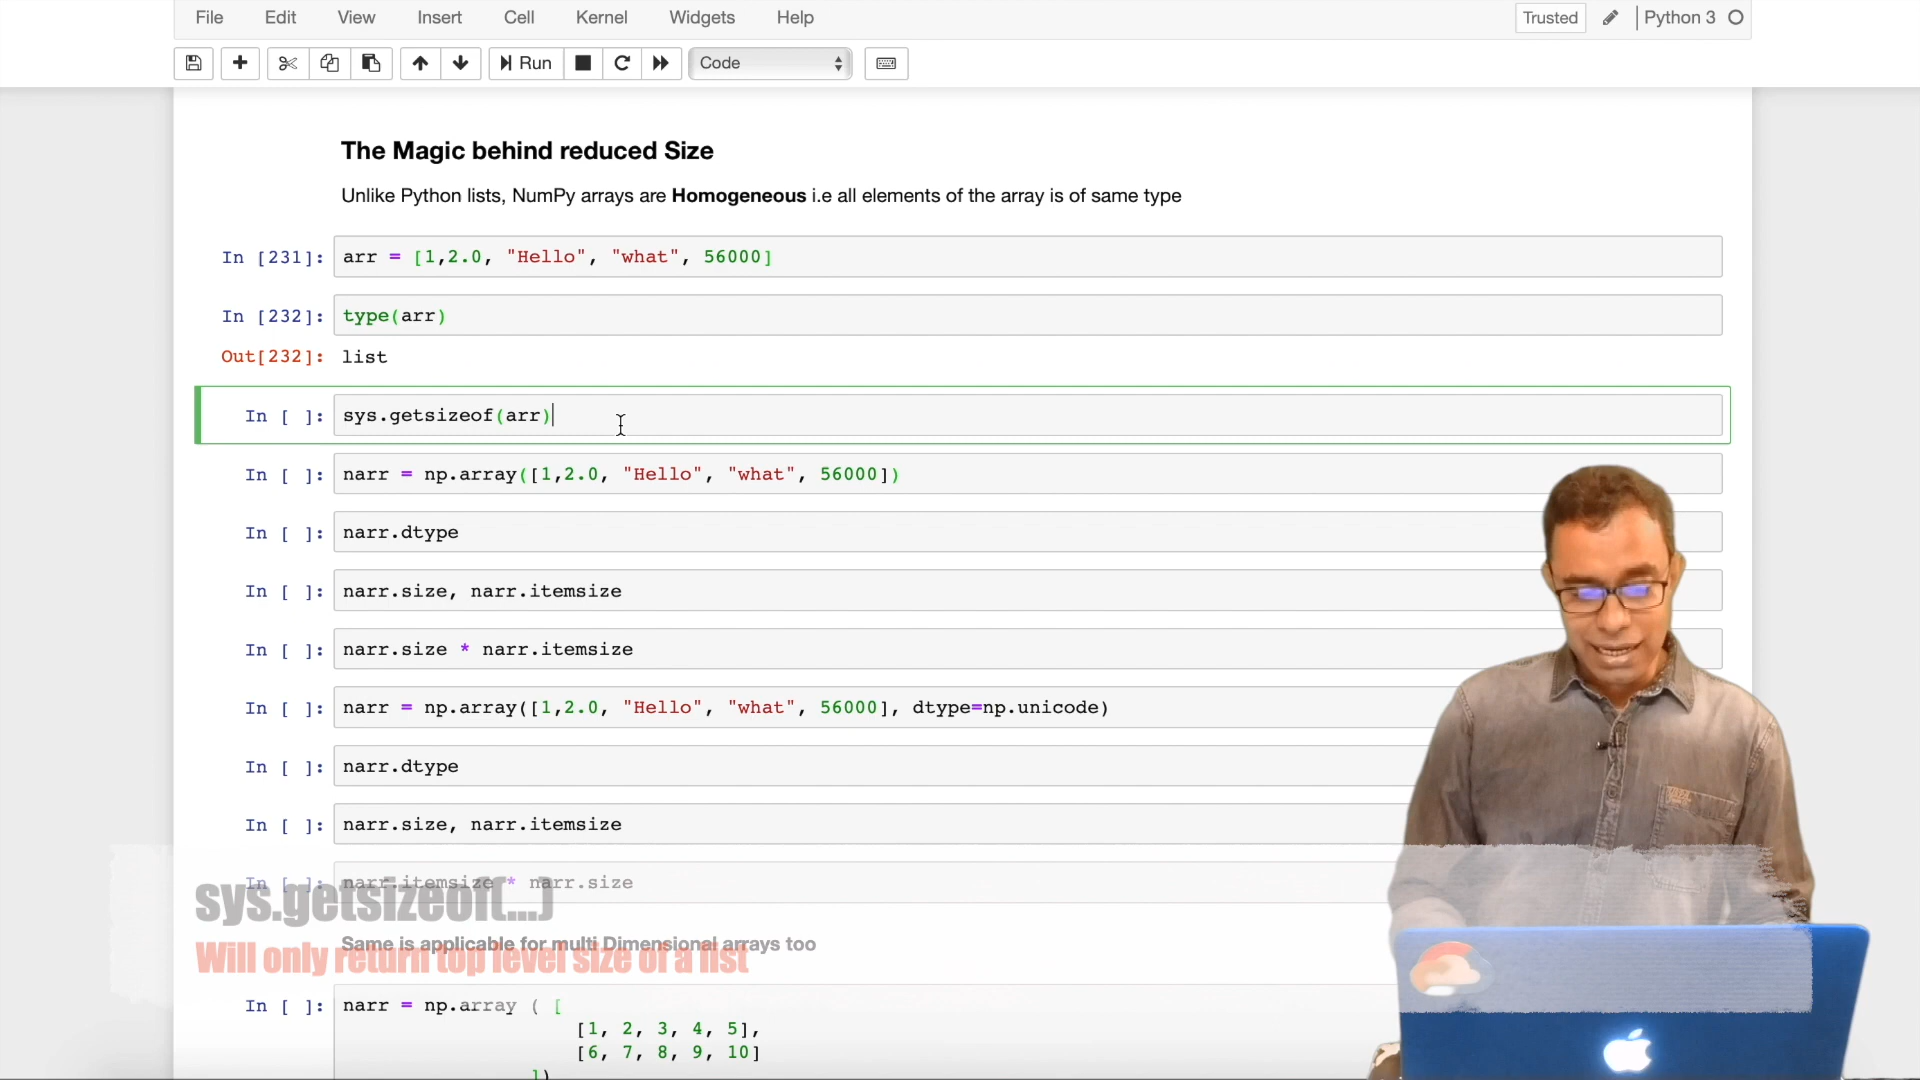 File Edit View Insert Cell Kernel Widgets Help Trusted Python 3
Run Code
The Magic behind reduced Size
Unlike Python lists, NumPy arrays are Homogeneous i.e all elements of the array is of same type
In [231]: arr = [1,2.0, "Hello", "what", 56000]
In [232]: type(arr)
Out[232]: list
In [ ]: sys.getsizeof(arr)
In [ ]: narr = np.array([1,2.0, "Hello", "what", 56000])
In [ ]: narr.dtype
In [ ]: narr.size, narr.itemsize
In [ ]: narr.size * narr.itemsize
In [ ]: narr = np.array([1,2.0, "Hello", "what", 56000], dtype=np.unicode)
In [ ]: narr.dtype
In [ ]: narr.size, narr.itemsize
In [ ]: narr.itemsize * narr.size
sys.getsizeof(...)
Same is applicable for multi Dimensional arrays too
Will only return top level size of a list
In [ ]: narr = np.array ( [
[1, 2, 3, 4, 5],
[6, 7, 8, 9, 10]
])